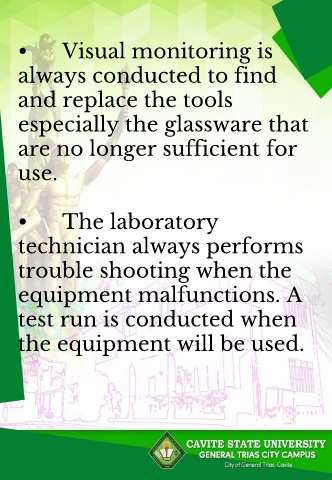 •	Visual monitoring is
always conducted to find
and replace the tools
especially the glassware that
are no longer sufficient for
use.
•	The laboratory
technician always performs
trouble shooting when the
equipment malfunctions. A
test run is conducted when
the equipment will be used.
CAVITE STATE UNIVERSITY
GENERAL TRIAS CITY CAMPUS
City of General Trias, Cavite